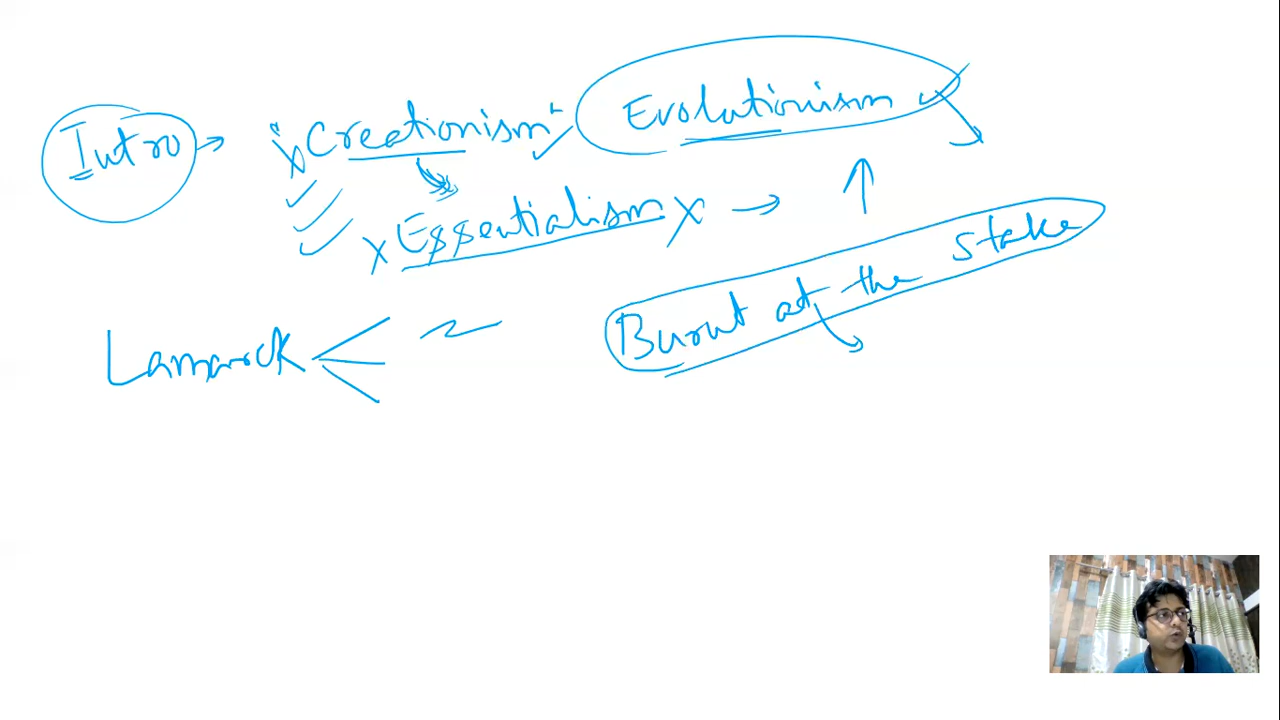 Intro → Creationism Evolutionism
x Essentialism x →
Burnt at the stake
Lamarck